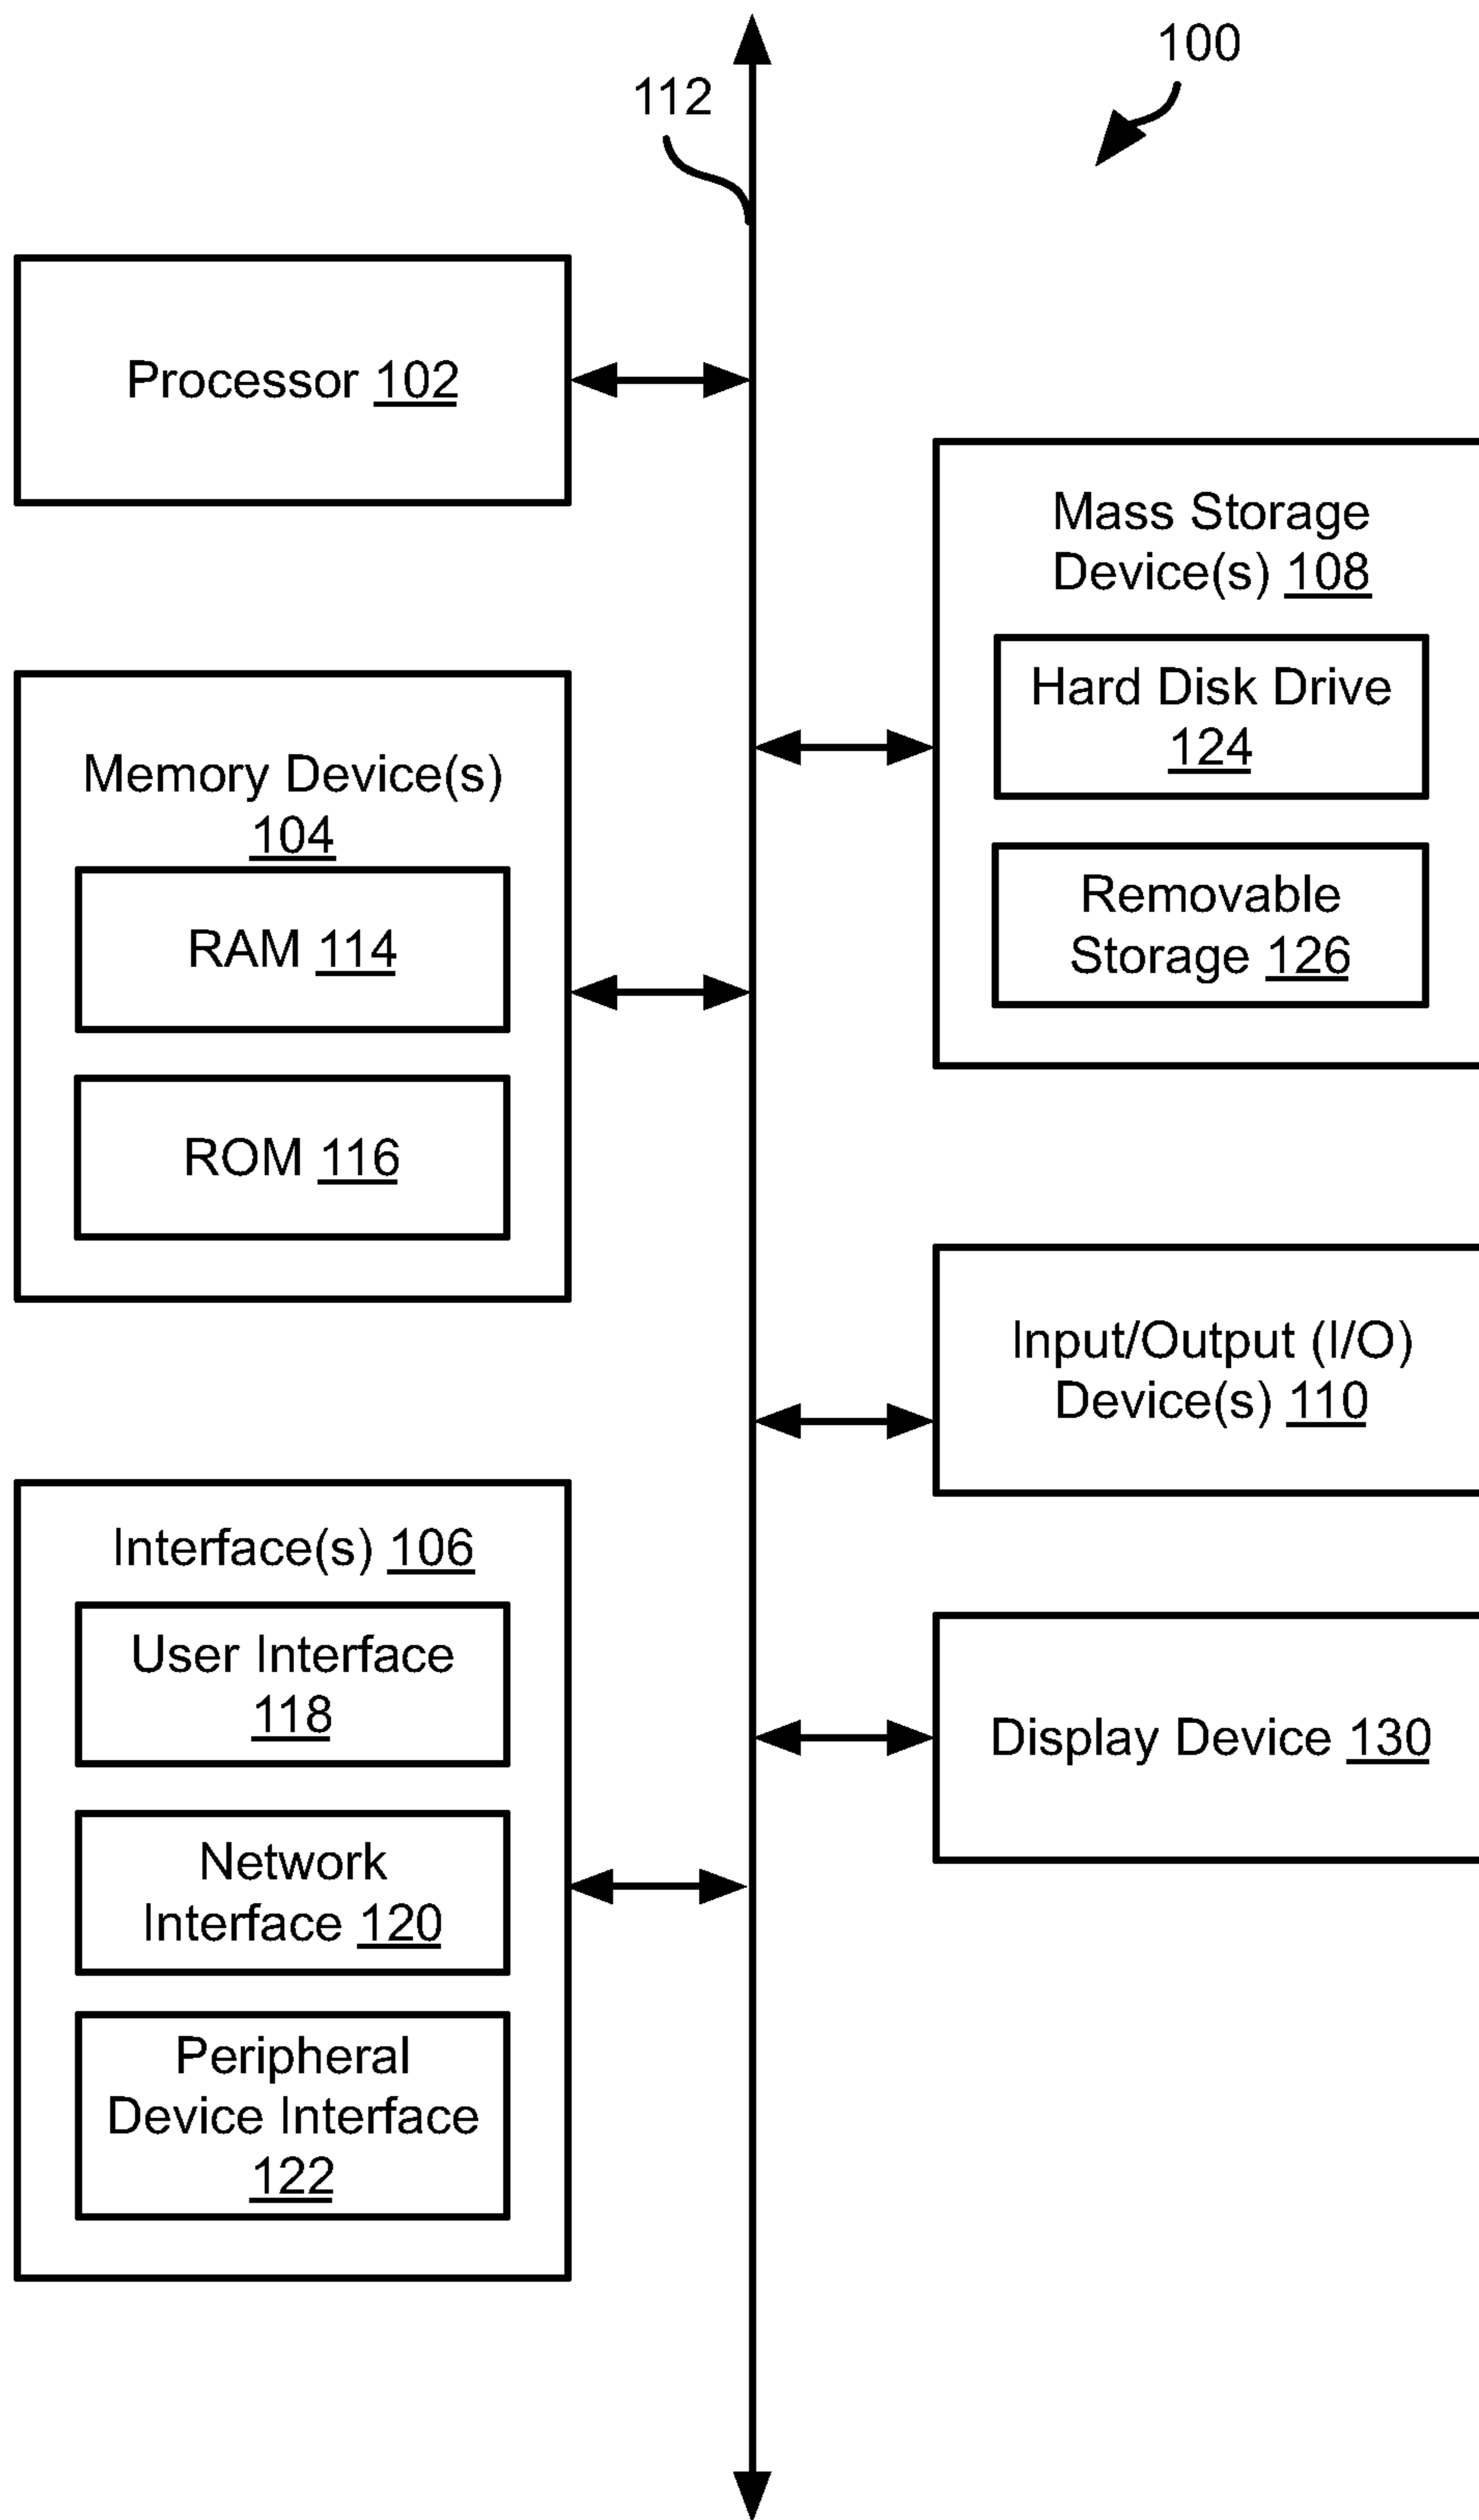 100
112
Processor 102
Memory Device(s)
104
RAM 114
ROM 116
Interface(s) 106
User Interface
118
Network
Interface 120
Peripheral
Device Interface
122
Mass Storage
Device(s) 108
Hard Disk Drive
124
Removable
Storage 126
Input/Output (I/O)
Device(s) 110
Display Device 130